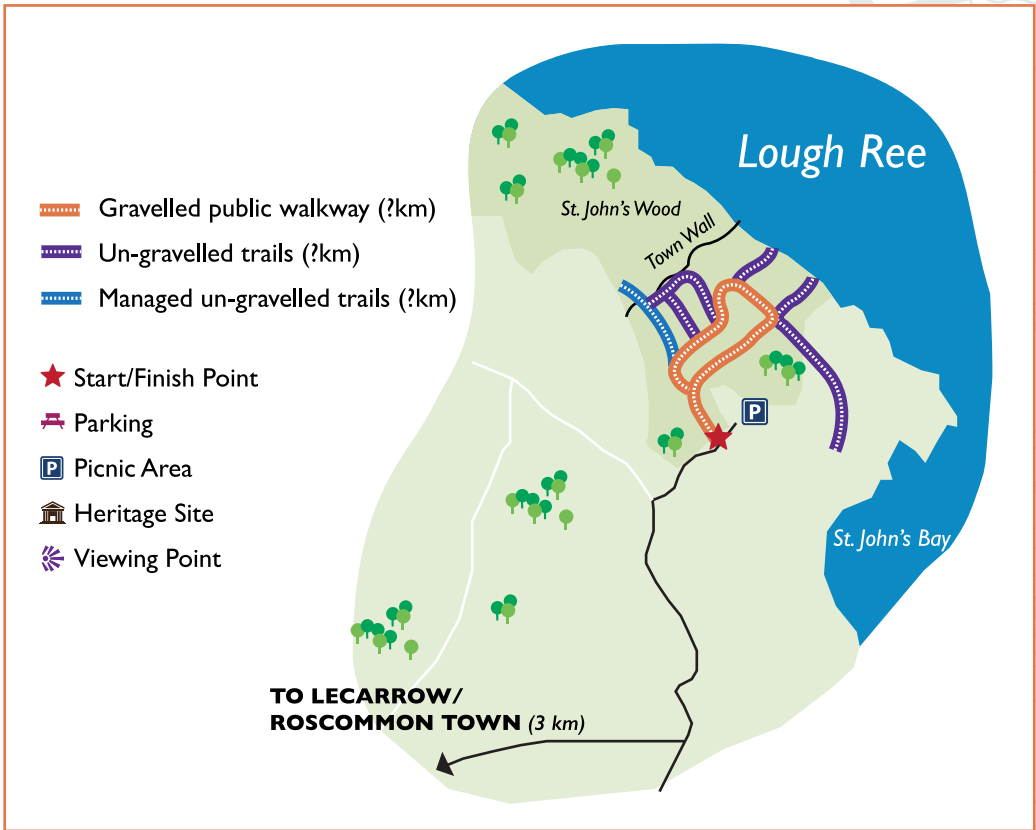 Lough Ree
St. John's Wood
Town Wall
Gravelled public walkway (?km)
Un-gravelled trails (?km)
Managed un-gravelled trails (?km)
Start/Finish Point
Parking
P
P Picnic Area
Heritage Site
Viewing Point
St. John's Bay
TO LECARROW/
ROSCOMMON TOWN (3 km)